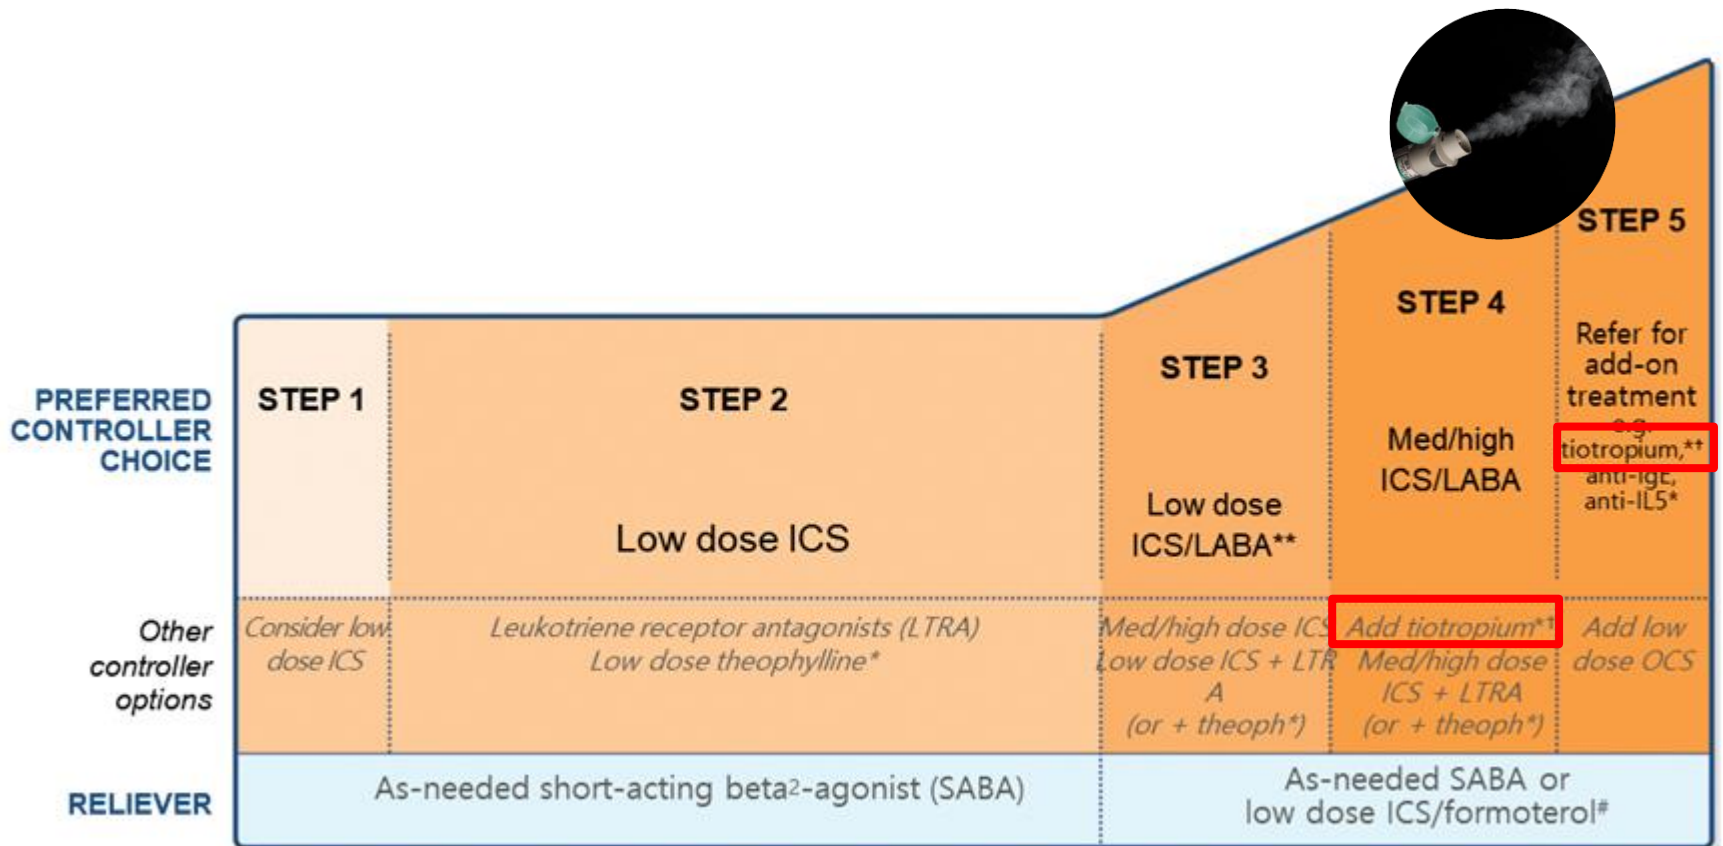 STEP 5
STEP 4
STEP 3
STEP 1
STEP 2
PREFERRED
CONTROLLER
CHOICE
Low dose ICS
Low dose
ICS/LABA**
Med/high
ICS/LABA
Refer for
add-on
treatment
e.g.
tiotropium,*†
anti-IgE,
anti-IL5*
Other
controller
options
Consider low
dose ICS
Leukotriene receptor antagonists (LTRA)
Low dose theophylline*
Med/high dose ICS
Low dose ICS + LTR
A
(or + theoph*)
Add tiotropium*†
Med/high dose
ICS + LTRA
(or + theoph*)
Add low
dose OCS
RELIEVER
As-needed short-acting beta2-agonist (SABA)
As-needed SABA or
low dose ICS/formoterol#